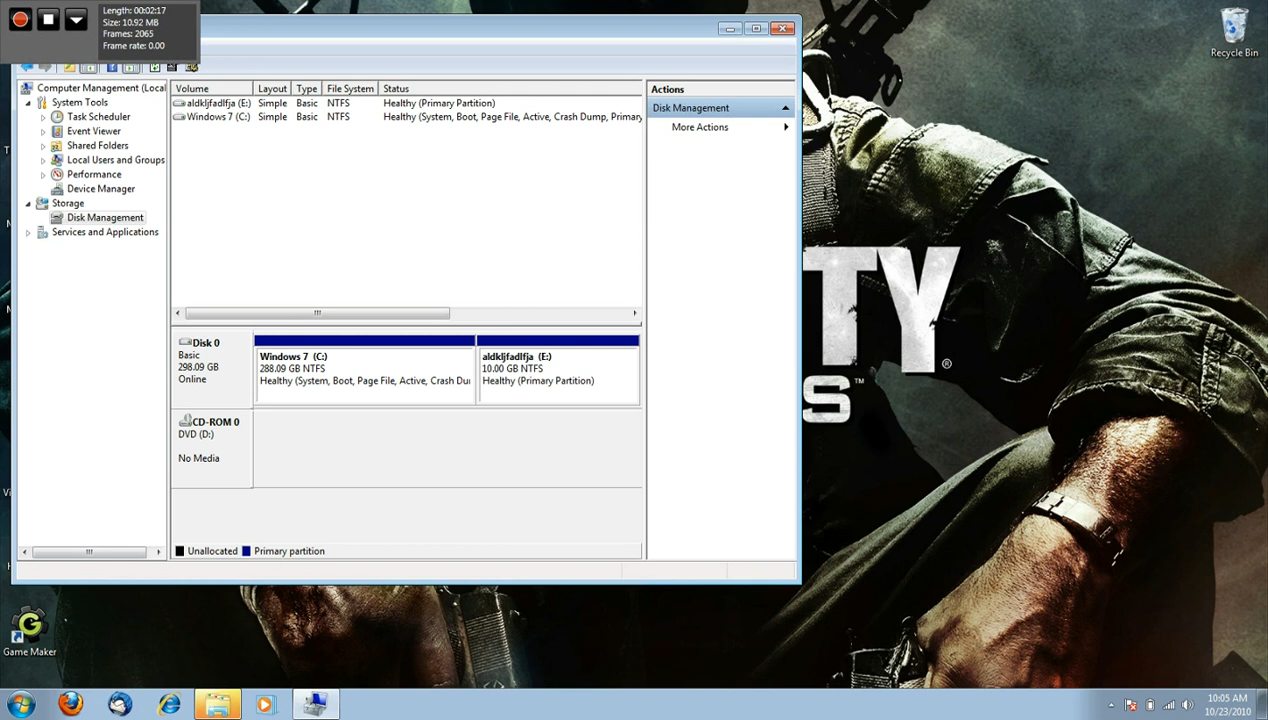 Length: 00:02:17
Size: 10.92 MB
Frames: 2065
Frame rate: 0.00
Recycle Bin
Computer Management (Local
System Tools
Task Scheduler
Event Viewer
Shared Folders
Local Users and Groups
Performance
Device Manager
Storage
Disk Management
Services and Applications
Volume Layout Type File System Status
aldkljfadlfja (E:) Simple Basic NTFS Healthy (Primary Partition)
Windows 7 (C:) Simple Basic NTFS Healthy (System, Boot, Page File, Active, Crash Dump, Primary
Actions
Disk Management
More Actions
Disk 0
Basic
298.09 GB
Online
Windows 7 (C:)
288.09 GB NTFS
Healthy (System, Boot, Page File, Active, Crash Du
aldkljfadlfja (E:)
10.00 GB NTFS
Healthy (Primary Partition)
CD-ROM 0
DVD (D:)
No Media
Unallocated Primary partition
TY®
S™
Game Maker
10:05 AM
10/23/2010